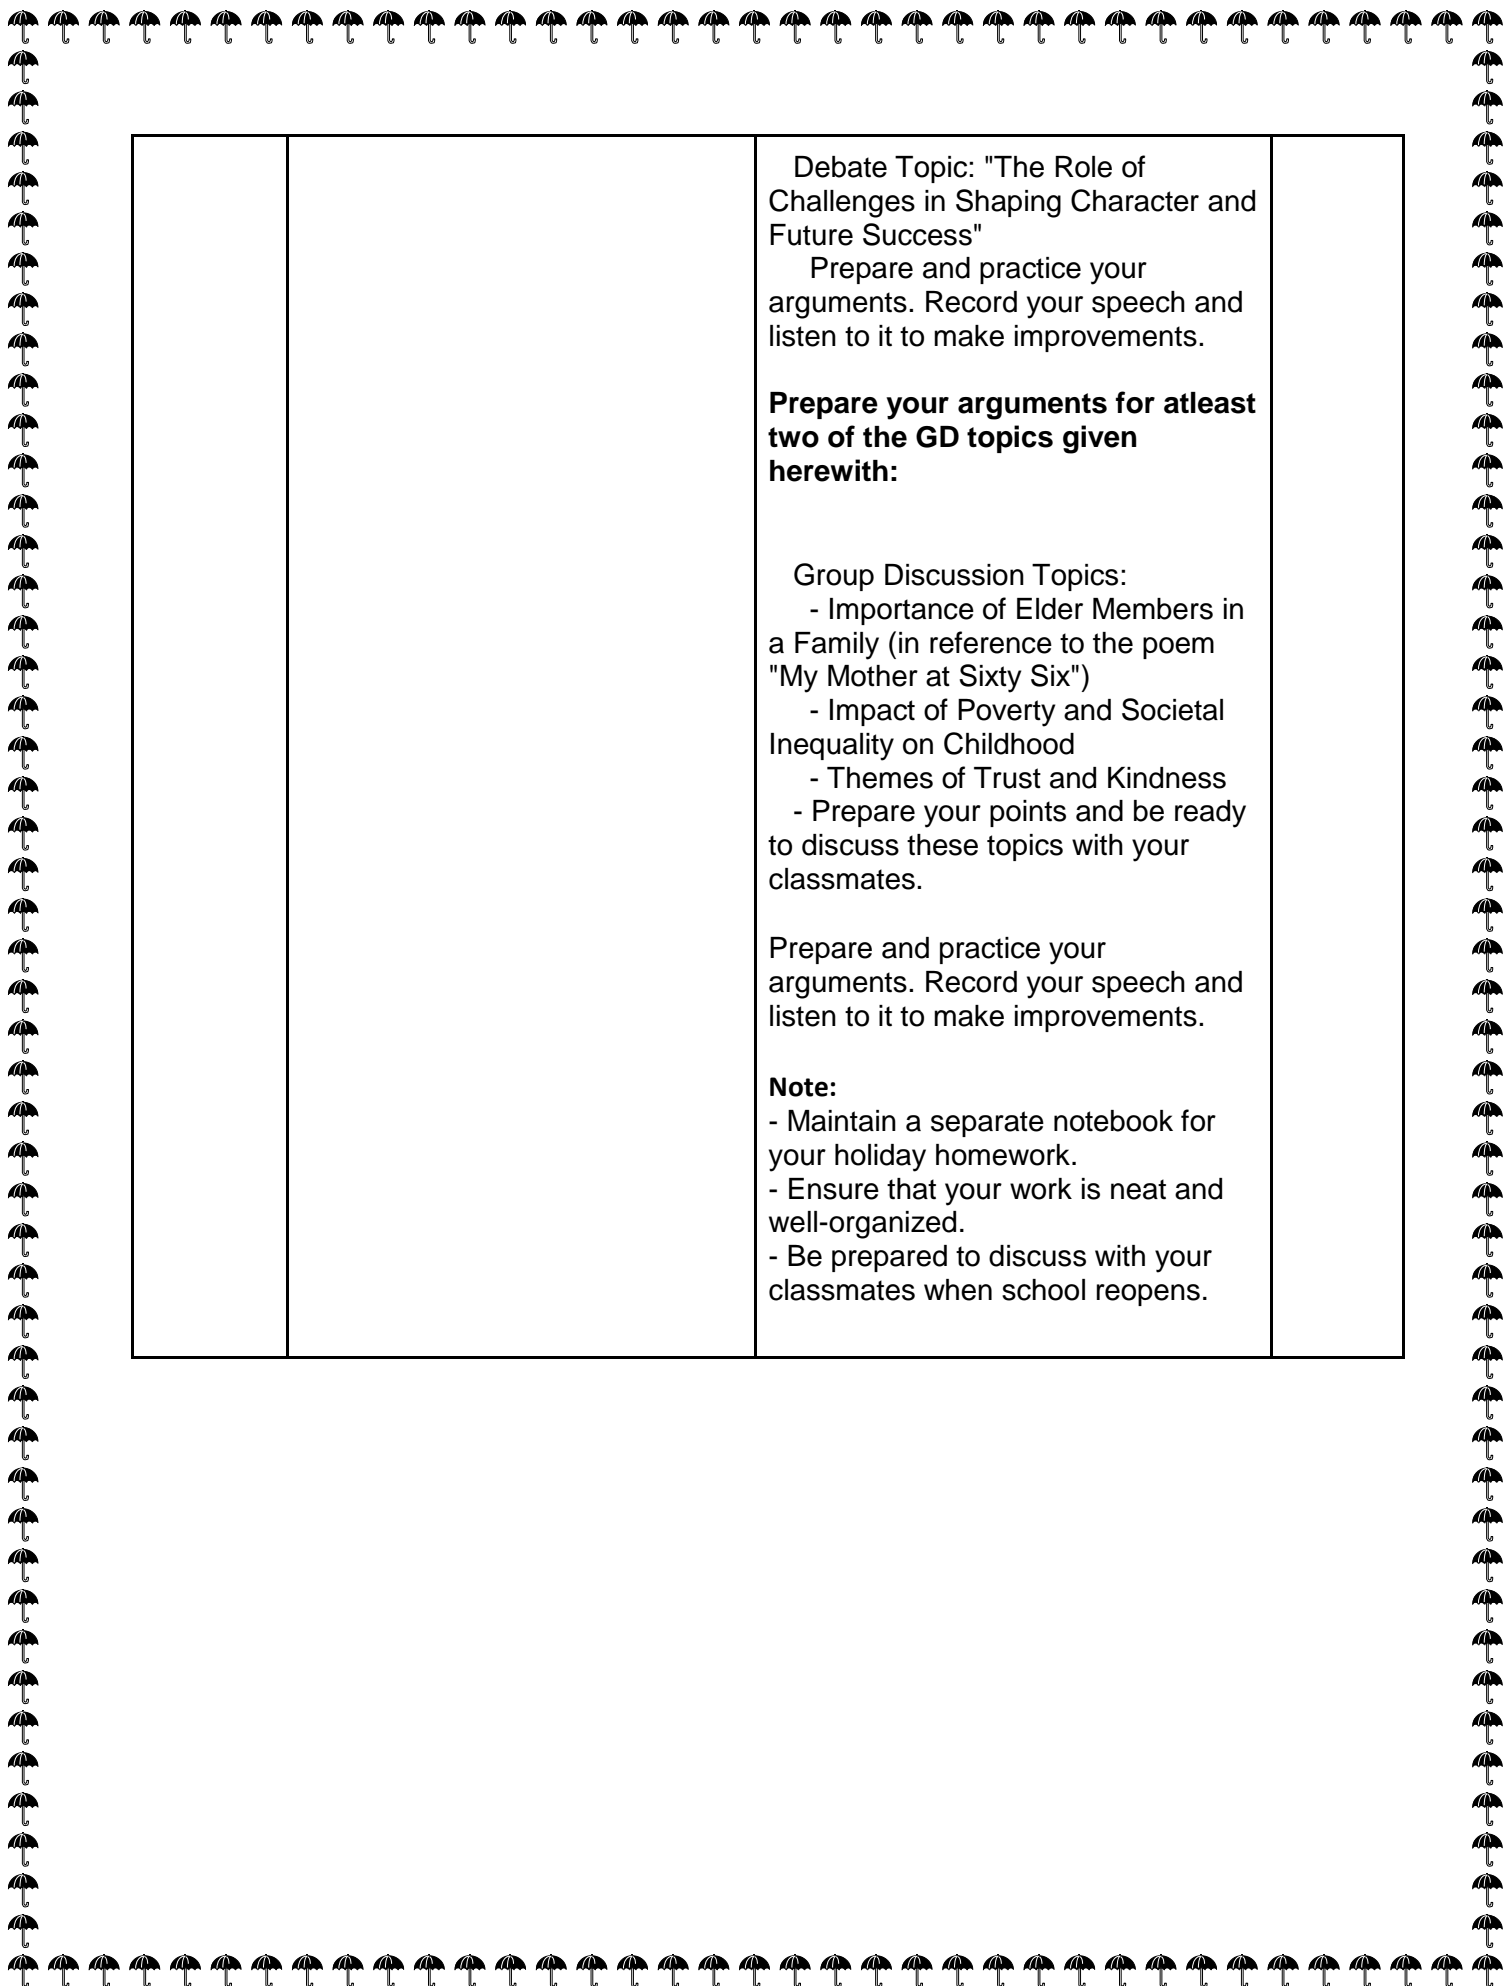 Debate Topic: "The Role of
Challenges in Shaping Character and
Future Success"
Prepare and practice your
arguments. Record your speech and
listen to it to make improvements.
Prepare your arguments for atleast
two of the GD topics given
herewith:
Group Discussion Topics:
- Importance of Elder Members in
a Family (in reference to the poem
"My Mother at Sixty Six")
- Impact of Poverty and Societal
Inequality on Childhood
- Themes of Trust and Kindness
- Prepare your points and be ready
to discuss these topics with your
classmates.
Prepare and practice your
arguments. Record your speech and
listen to it to make improvements.
Note:
- Maintain a separate notebook for
your holiday homework.
- Ensure that your work is neat and
well-organized.
- Be prepared to discuss with your
classmates when school reopens.